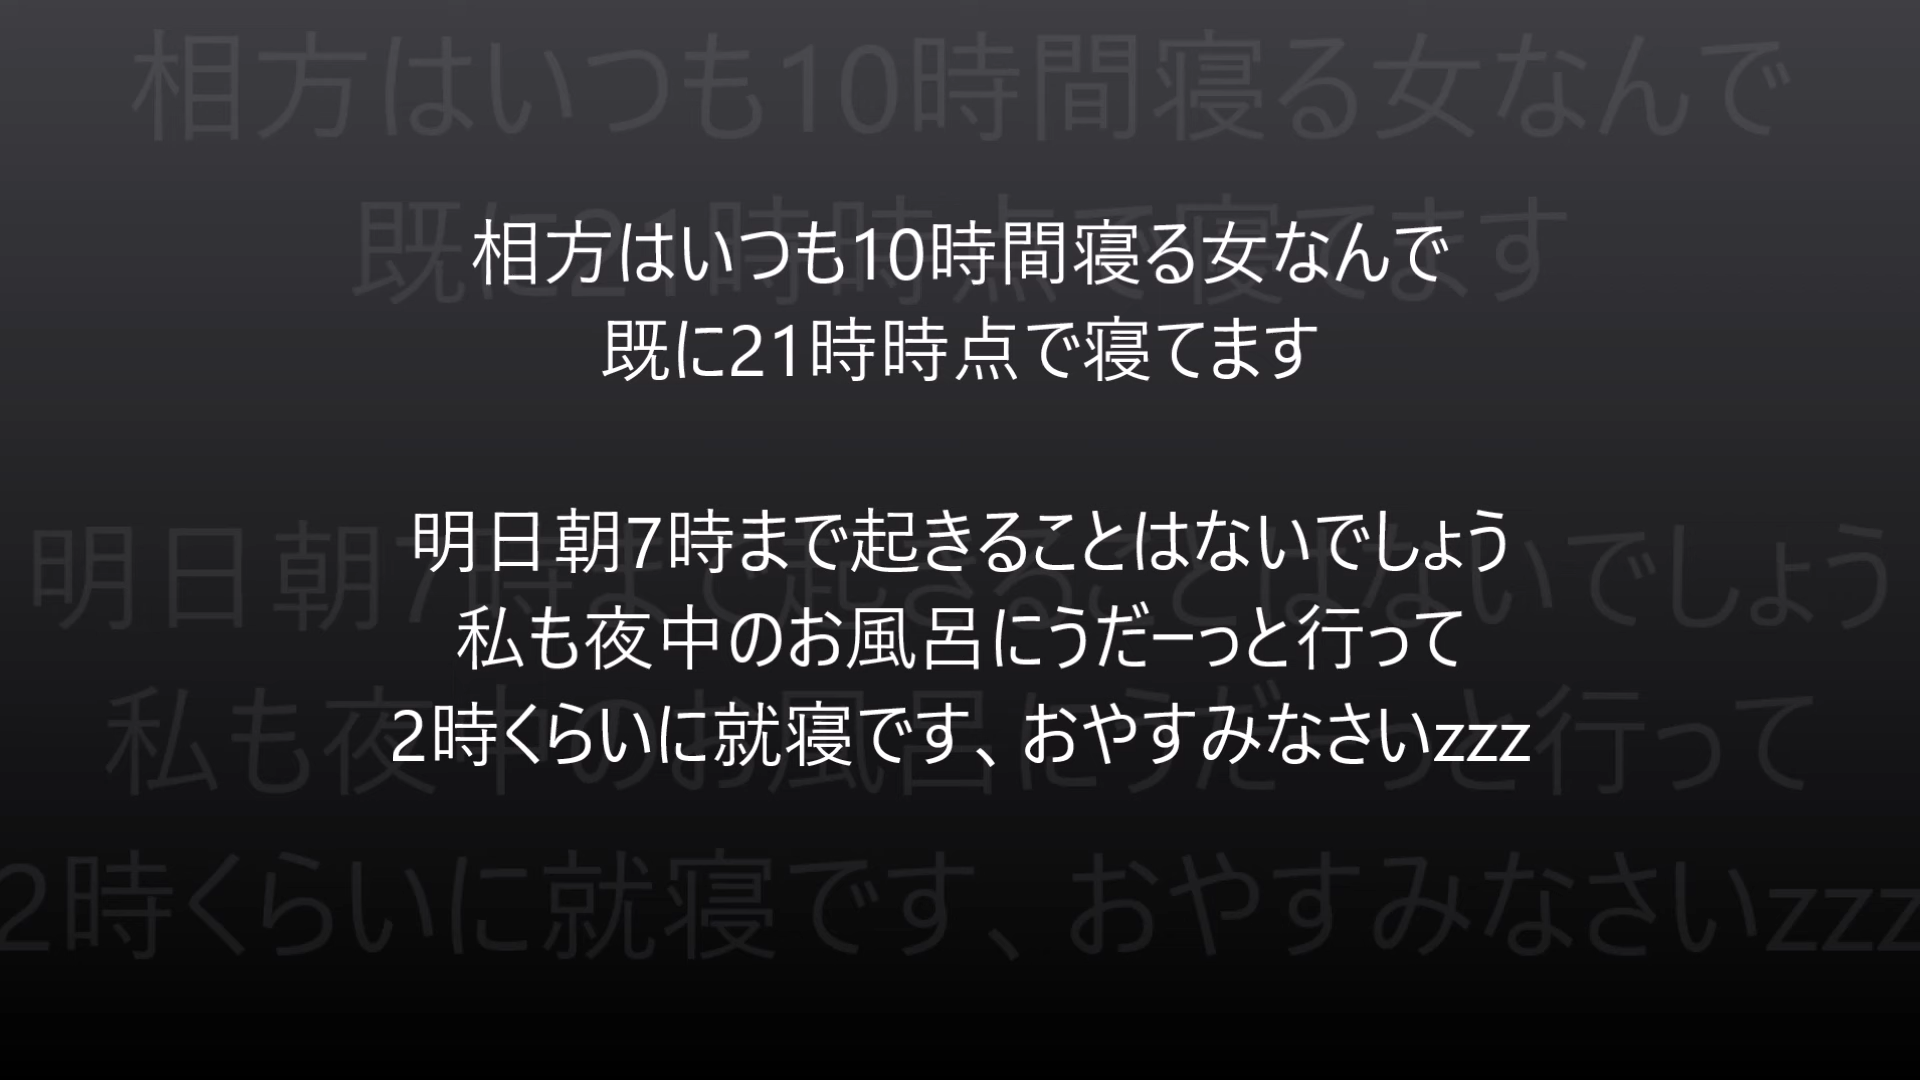 相方はいつも10時間寝る女なんで
既に21時時点で寝てます
明日朝7時まで起きることはないでしょう
私も夜中のお風呂にうだーっと行って
2時くらいに就寝です、おやすみなさいzzz